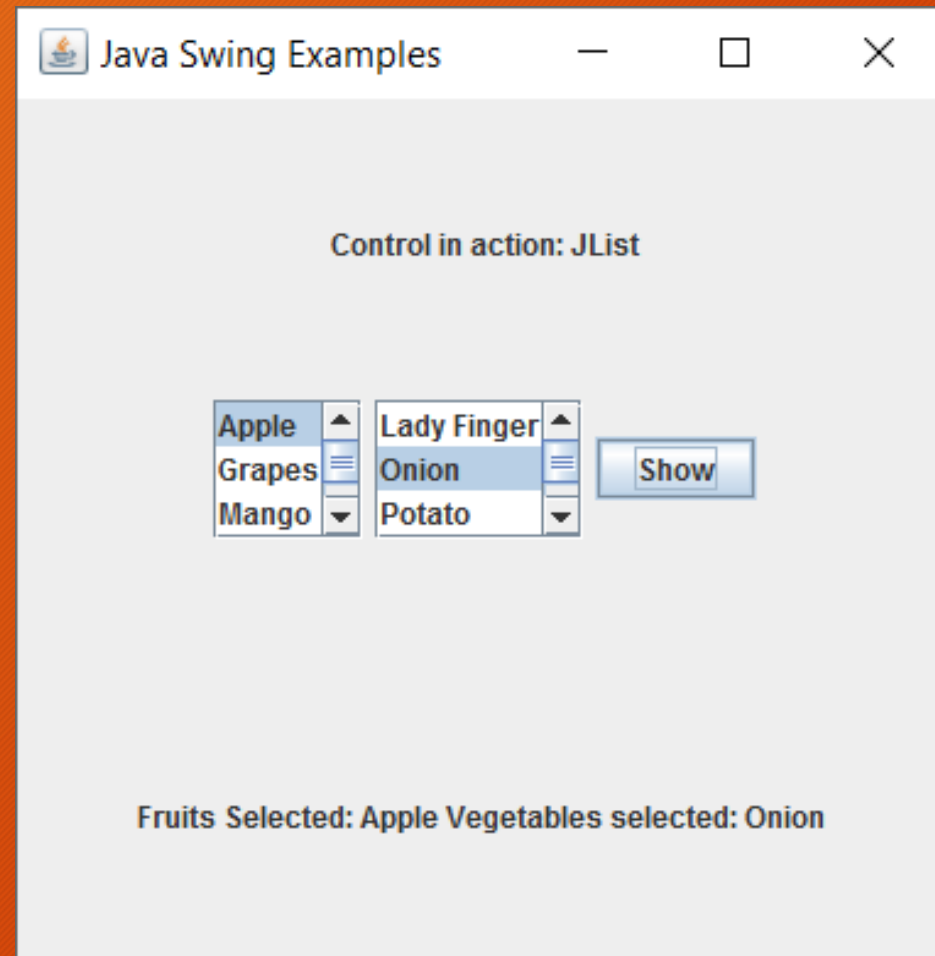 Java Swing Examples
Control in action: JList
Apple
Grapes
Mango
Lady Finger
Onion
Potato
Show
Fruits Selected: Apple Vegetables selected: Onion